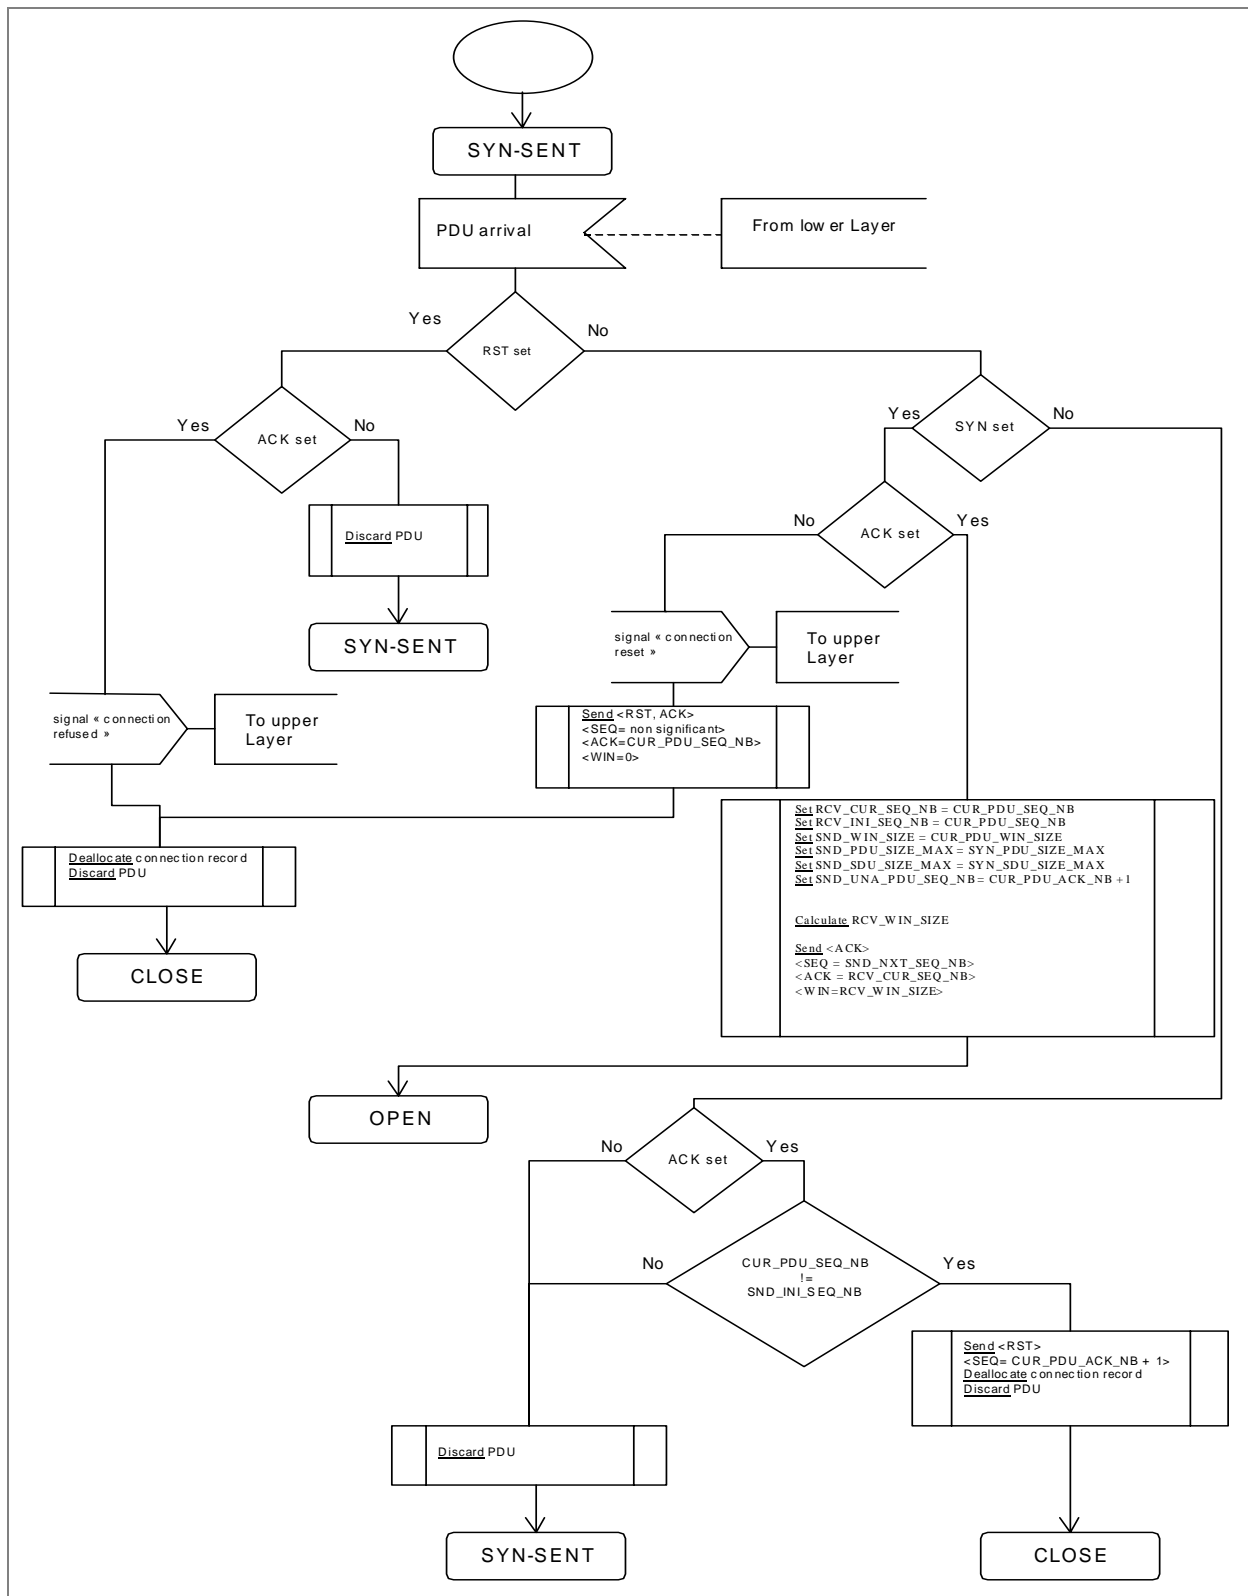 SYN-SENT
PDU arrival
From lower Layer
Yes
No
RST set
Yes
No
ACK set
Yes
No
SYN set
Discard PDU
No
Yes
ACK set
SYN-SENT
signal « connection
reset »
To upper
Layer
signal « connection
refused »
To upper
Layer
Send <RST, ACK>
<SEQ= non significant>
<ACK=CUR_PDU_SEQ_NB>
<WIN=0>
Set RCV_CUR_SEQ_NB = CUR_PDU_SEQ_NB
Set RCV_INI_SEQ_NB = CUR_PDU_SEQ_NB
Set SND_WIN_SIZE = CUR_PDU_WIN_SIZE
Set SND_PDU_SIZE_MAX = SYN_PDU_SIZE_MAX
Set SND_SDU_SIZE_MAX = SYN_SDU_SIZE_MAX
Set SND_UNA_PDU_SEQ_NB = CUR_PDU_ACK_NB +1
Calculate RCV_WIN_SIZE
Send <ACK>
<SEQ = SND_NXT_SEQ_NB>
<ACK = RCV_CUR_SEQ_NB>
<WIN=RCV_WIN_SIZE>
Deallocate connection record
Discard PDU
CLOSE
OPEN
No
Yes
ACK set
No
Yes
CUR_PDU_SEQ_NB
!=
SND_INI_SEQ_NB
Send <RST>
<SEQ= CUR_PDU_ACK_NB + 1>
Deallocate connection record
Discard PDU
Discard PDU
SYN-SENT
CLOSE